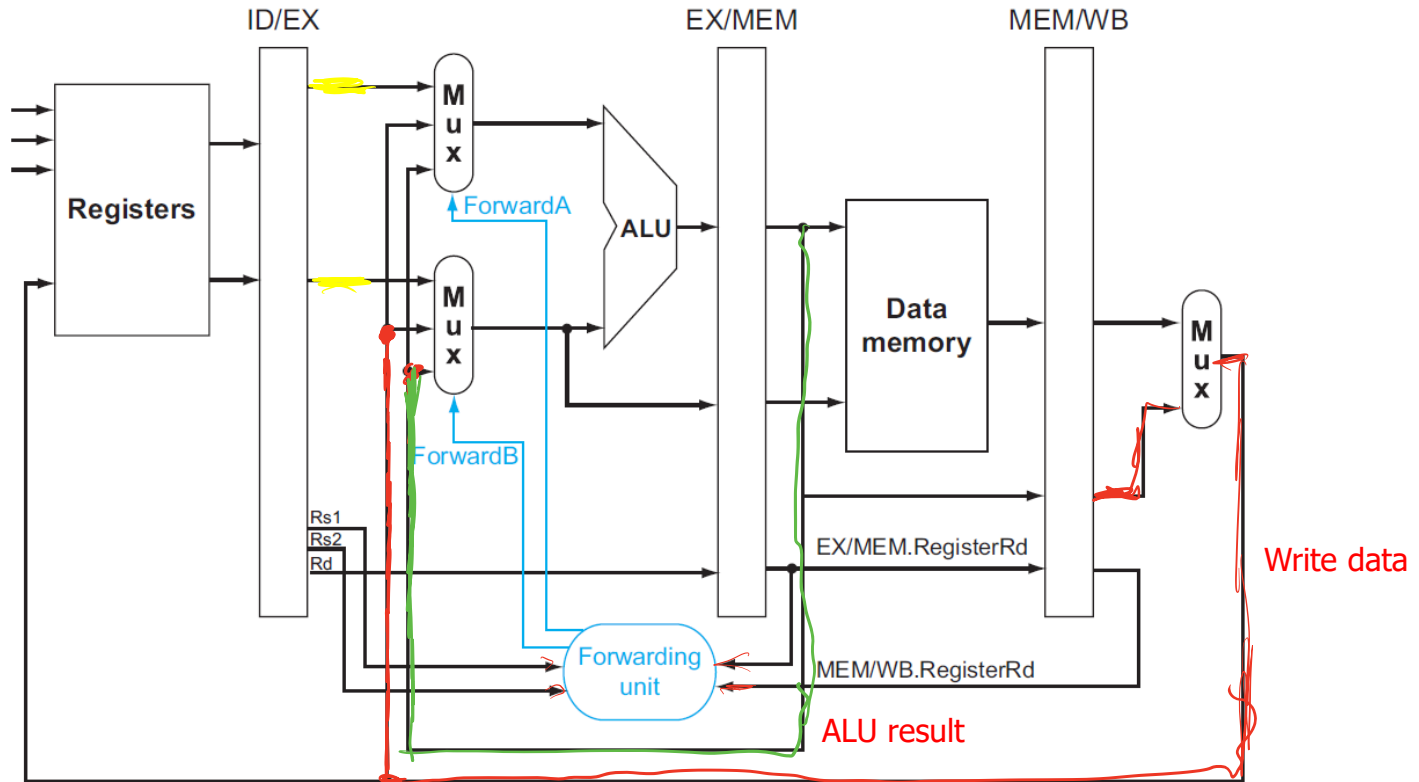 ID/EX
EX/MEM
MEM/WB
M
u
x
Registers
ForwardA
ALU
M
u
x
Data
memory
M
u
x
ForwardB
Rs1
Rs2
Rd
EX/MEM.RegisterRd
Write data
Forwarding
unit
MEM/WB.RegisterRd
ALU result